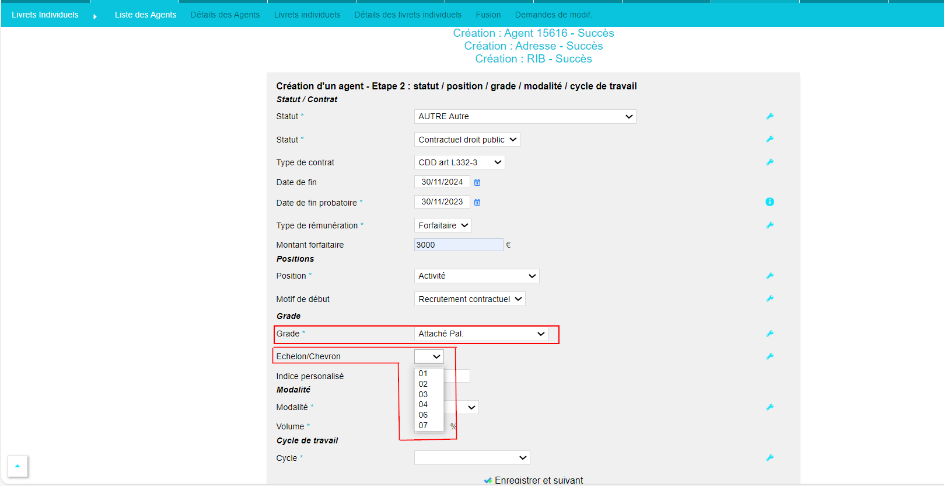 Livrets Individuels Liste des Agents Détails des Agents Livrets individuels Détails des livrets individuels Fusion Demandes de modif.
Création : Agent 15616 - Succès
Création : Adresse - Succès
Création : RIB - Succès
Création d'un agent - Etape 2 : statut / position / grade / modalité / cycle de travail
Statut / Contrat
Statut * AUTRE Autre
Statut * Contractuel droit public
Type de contrat CDD art L332-3
Date de fin 30/11/2024
Date de fin probatoire * 30/11/2023
Type de rémunération * Forfaitaire
Montant forfaitaire 3000 €
Positions
Position * Activité
Motif de début Recrutement contractuel
Grade
Grade * Attaché Pat.
Echelon/Chevron
01
Indice personalisé
02
Modalité
03
Modalité * 04
06
Volume * 07 %
Cycle de travail
Cycle *
Enregistrer et suivant